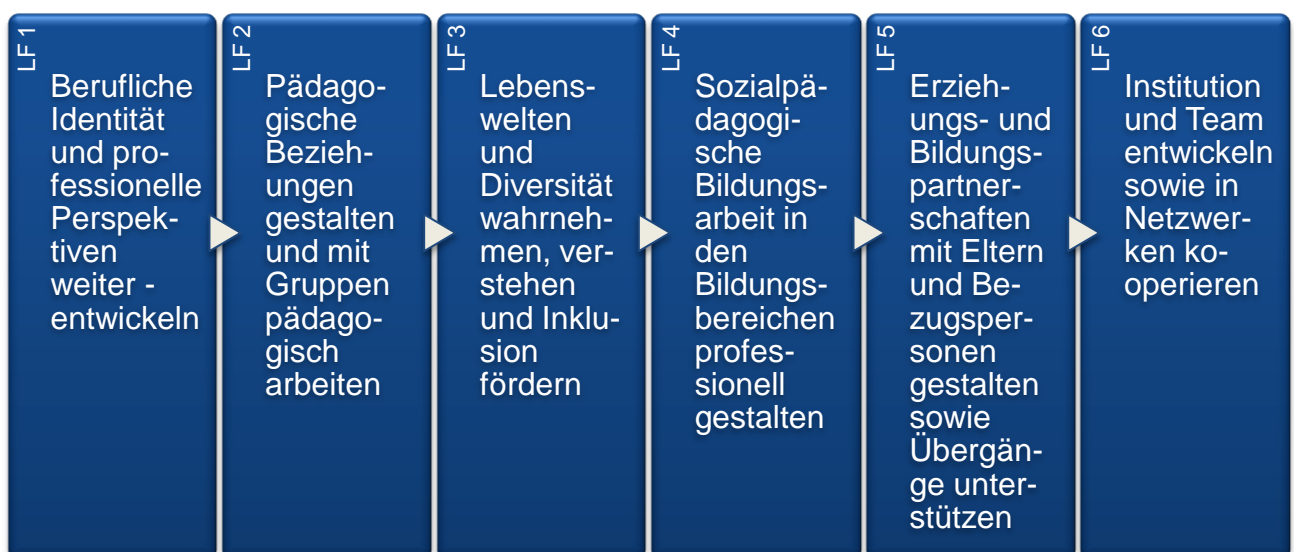 LF 1
Berufliche
Identität
und pro-
fessionelle
Perspek-
tiven
weiter -
entwickeln
LF 2
Pädago-
gische
Bezieh-
ungen
gestalten
und mit
Gruppen
pädago-
gisch
arbeiten
LF 3
Lebens-
welten
und
Diversität
wahrneh-
men, ver-
stehen
und Inklu-
sion
fördern
LF 4
Sozialpä-
dagogi-
sche
Bildungs-
arbeit in
den
Bildungs-
bereichen
profes-
sionell
gestalten
LF 5
Erzieh-
ungs- und
Bildungs-
partner-
schaften
mit Eltern
und Be-
zugsper-
sonen
gestalten
sowie
Übergän-
ge unter-
stützen
LF 6
Institution
und Team
entwickeln
sowie in
Netzwer-
ken ko-
operieren